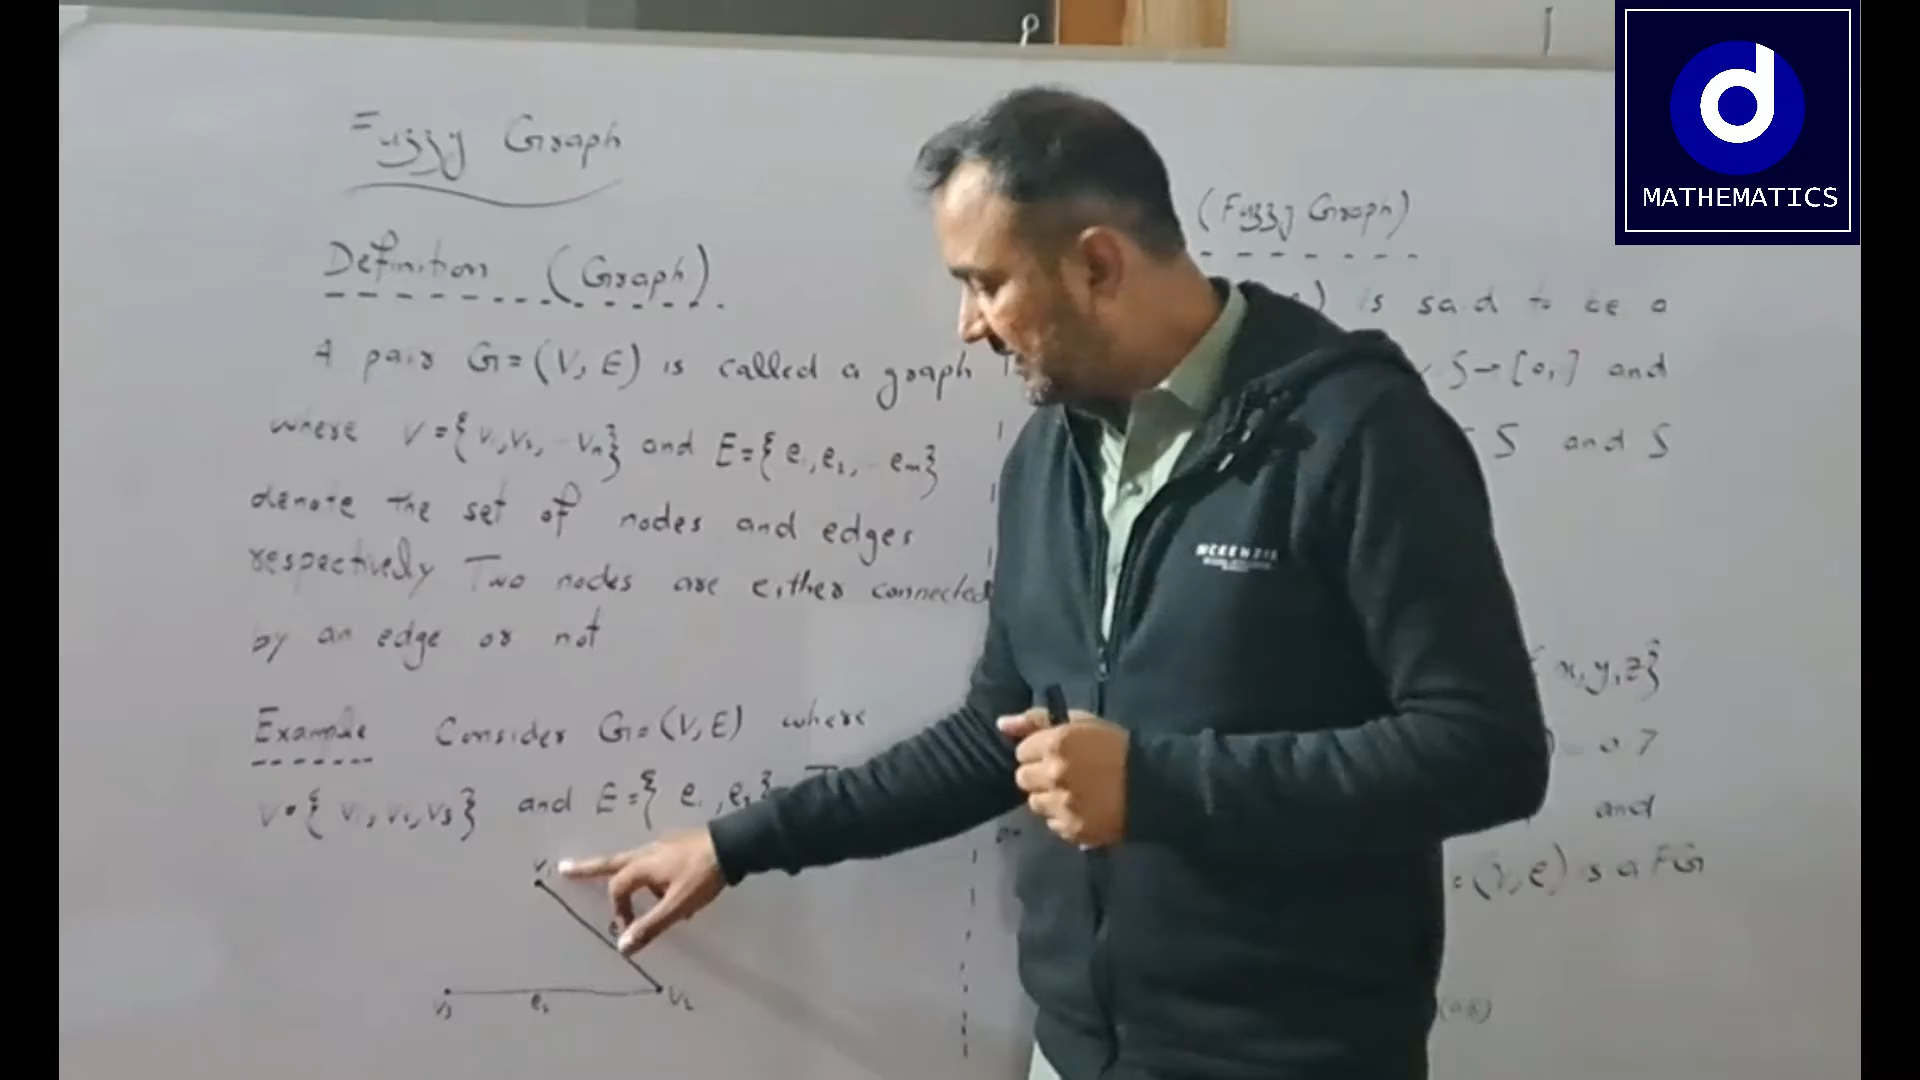 Fuzzy Graph
Definition (Graph)
A pair G=(V, E) is called a graph
where V={v₁,v₂, -vₙ} and E={e₁,e₂, -eₘ}
denote the set of nodes and edges
respectively Two nodes are either connected
by an edge or not
Example Consider G=(V,E) where
V={v₁,v₂,v₃} and E={e₁,e₂}
v₁
v₃ e₂ v₂
(Fuzzy Graph)
) is said to be a
S→[0,1] and
S and S
x,y,z}
0.7
and
is a FG
MCKENZIE
d
MATHEMATICS